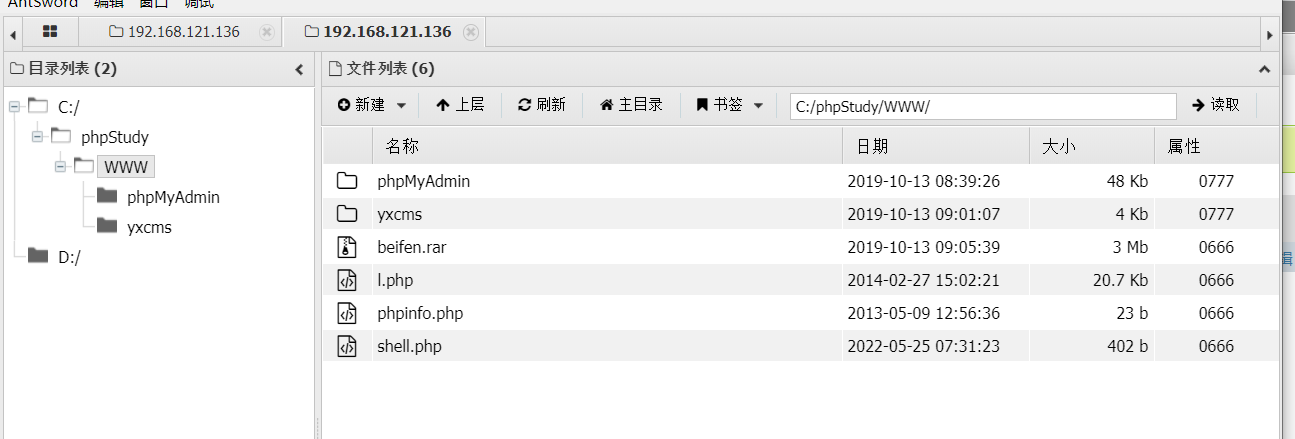 AntSword 编辑 窗口 调试
192.168.121.136 192.168.121.136
目录列表 (2)
C:/
phpStudy
WWW
phpMyAdmin
yxcms
D:/
文件列表 (6)
新建 上层 刷新 主目录 书签 C:/phpStudy/WWW/ 读取
名称 日期 大小 属性
phpMyAdmin 2019-10-13 08:39:26 48 Kb 0777
yxcms 2019-10-13 09:01:07 4 Kb 0777
beifen.rar 2019-10-13 09:05:39 3 Mb 0666
l.php 2014-02-27 15:02:21 20.7 Kb 0666
phpinfo.php 2013-05-09 12:56:36 23 b 0666
shell.php 2022-05-25 07:31:23 402 b 0666